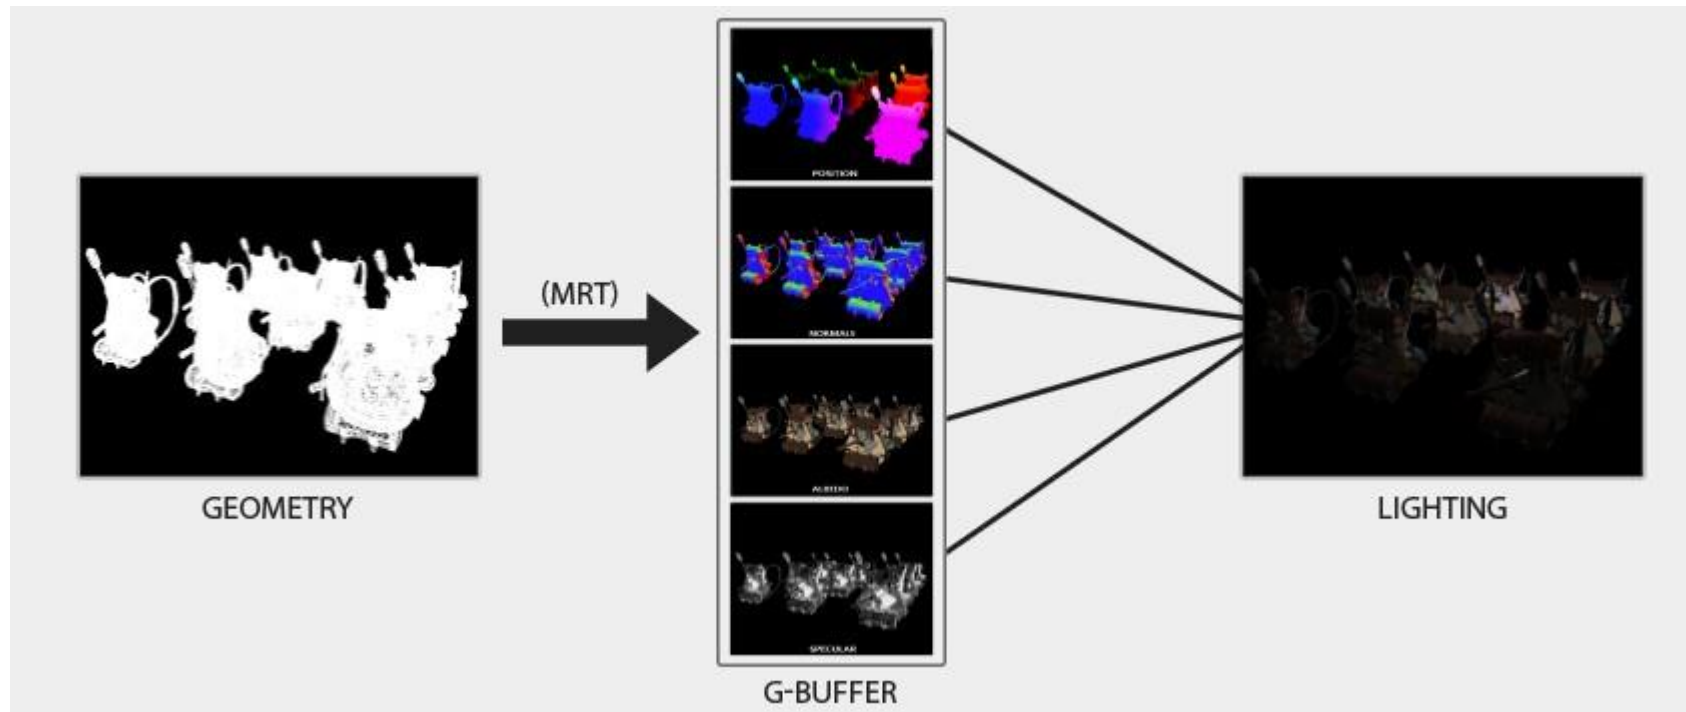 GEOMETRY
(MRT)
POSITION
NORMALS
ALBEDO
SPECULAR
G-BUFFER
LIGHTING